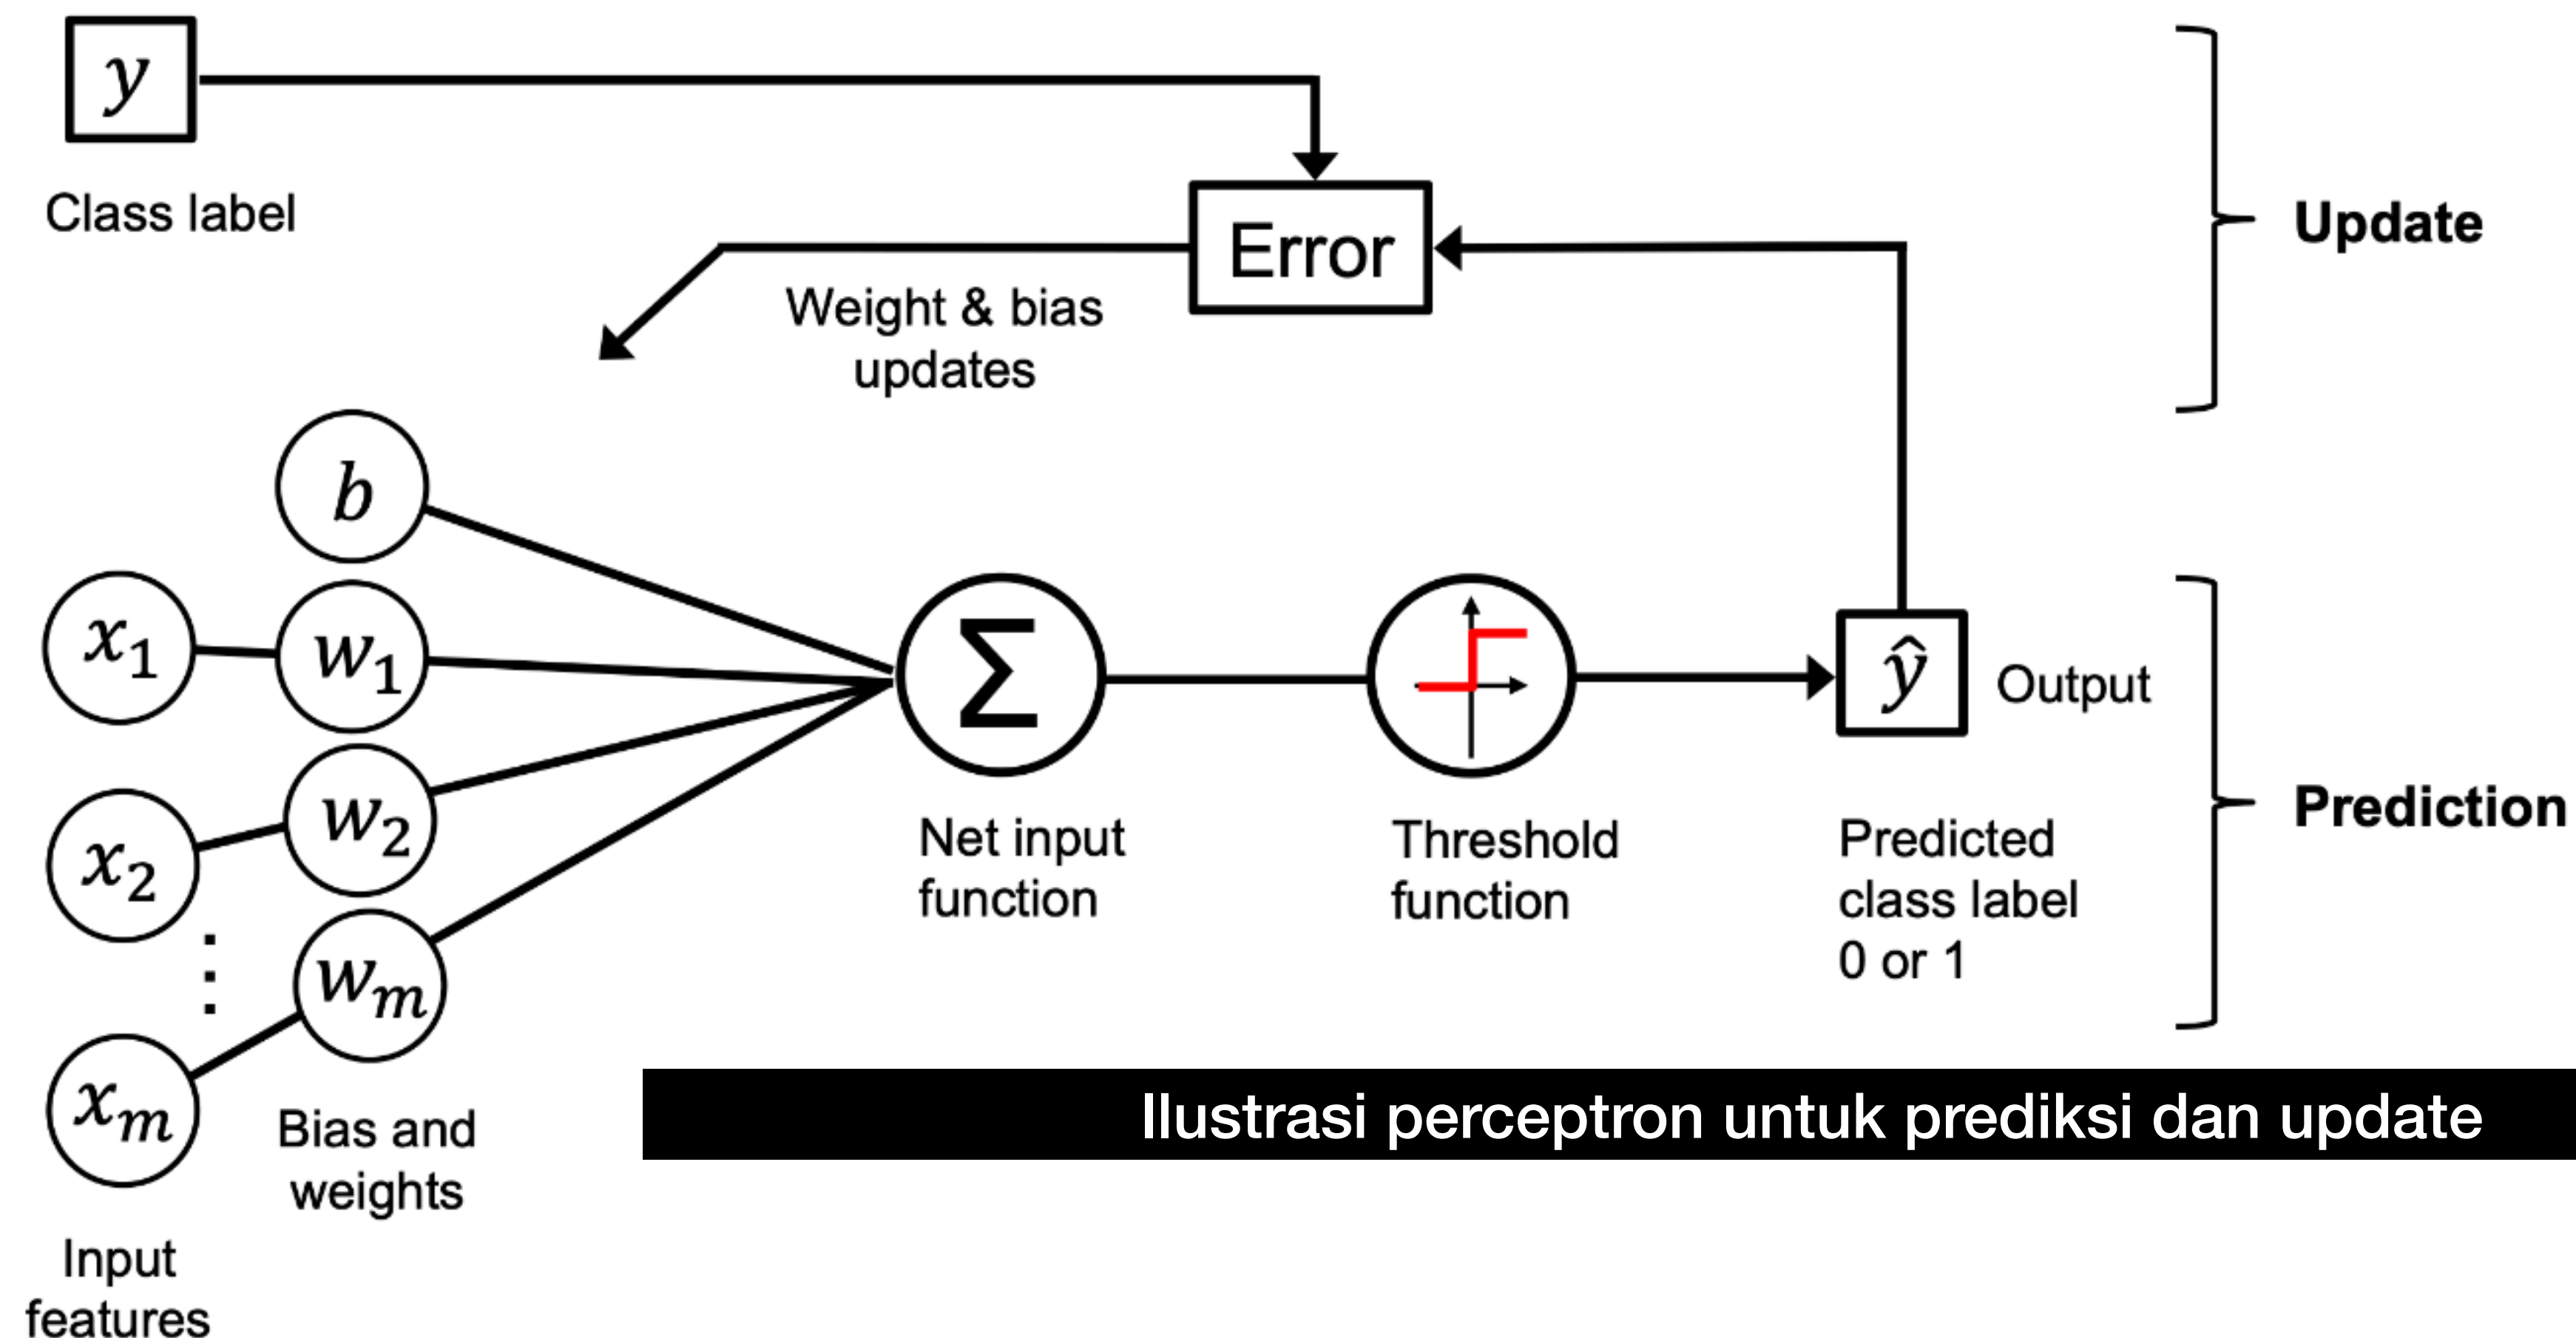 y
Class label
Error
Update
Weight & bias
updates
b
x₁
w₁
x₂
w₂
⋮
xₘ
wₘ
Σ
ŷ
Output
Net input
function
Threshold
function
Predicted
class label
0 or 1
Prediction
Bias and
weights
Input
features
Ilustrasi perceptron untuk prediksi dan update